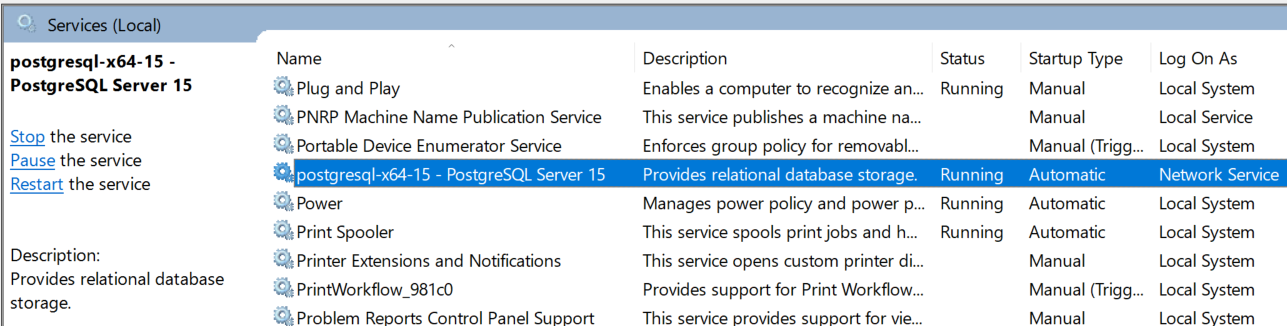 Services (Local)
postgresql-x64-15 -
PostgreSQL Server 15
Stop the service
Pause the service
Restart the service
Description:
Provides relational database
storage.
Name Description Status Startup Type Log On As
Plug and Play Enables a computer to recognize an... Running Manual Local System
PNRP Machine Name Publication Service This service publishes a machine na... Manual Local Service
Portable Device Enumerator Service Enforces group policy for removabl... Manual (Trigg... Local System
postgresql-x64-15 - PostgreSQL Server 15 Provides relational database storage. Running Automatic Network Service
Power Manages power policy and power p... Running Automatic Local System
Print Spooler This service spools print jobs and h... Running Automatic Local System
Printer Extensions and Notifications This service opens custom printer di... Manual Local System
PrintWorkflow_981c0 Provides support for Print Workflow... Manual (Trigg... Local System
Problem Reports Control Panel Support This service provides support for vie... Manual Local System